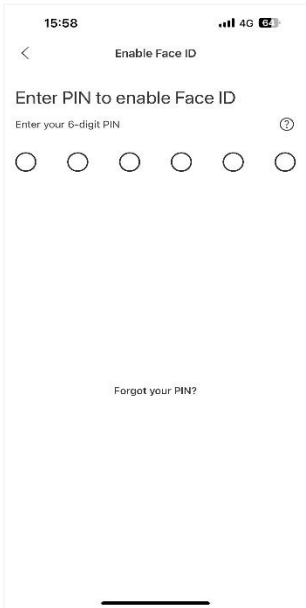 15:58 4G 64
Enable Face ID
Enter PIN to enable Face ID
Enter your 6-digit PIN ?
Forgot your PIN?